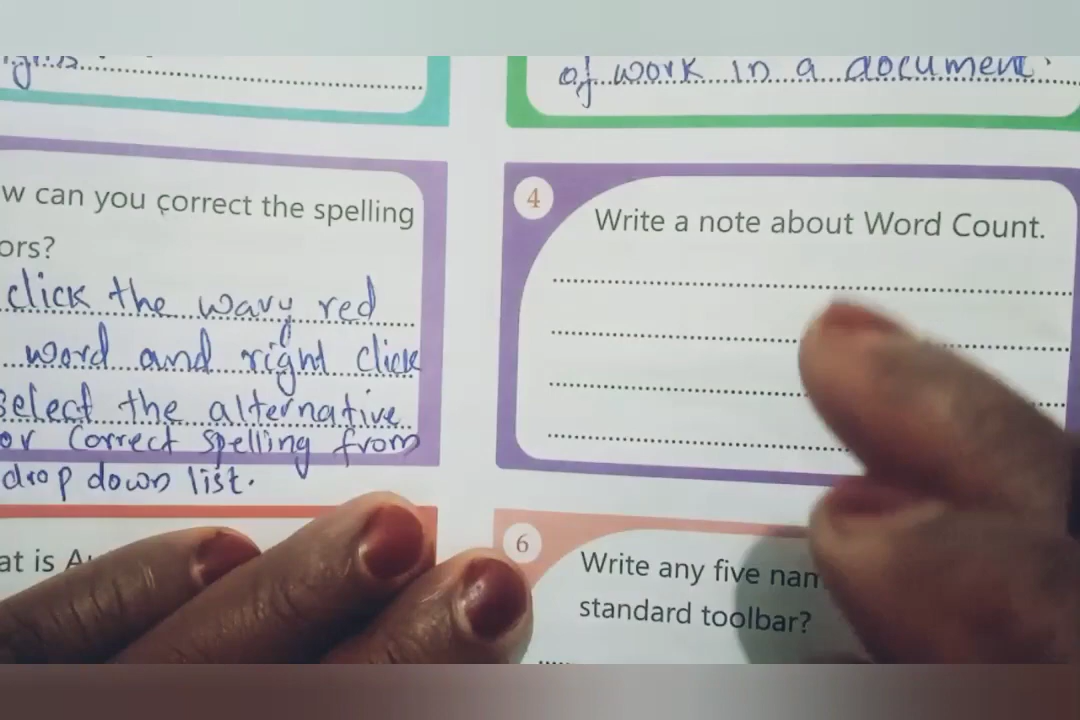 of work in a document.
w can you correct the spelling
ors?
click the wavy red
word and right click
select the alternative
or correct spelling from
drop down list.
4
Write a note about Word Count.
at is
6
Write any five nam
standard toolbar?